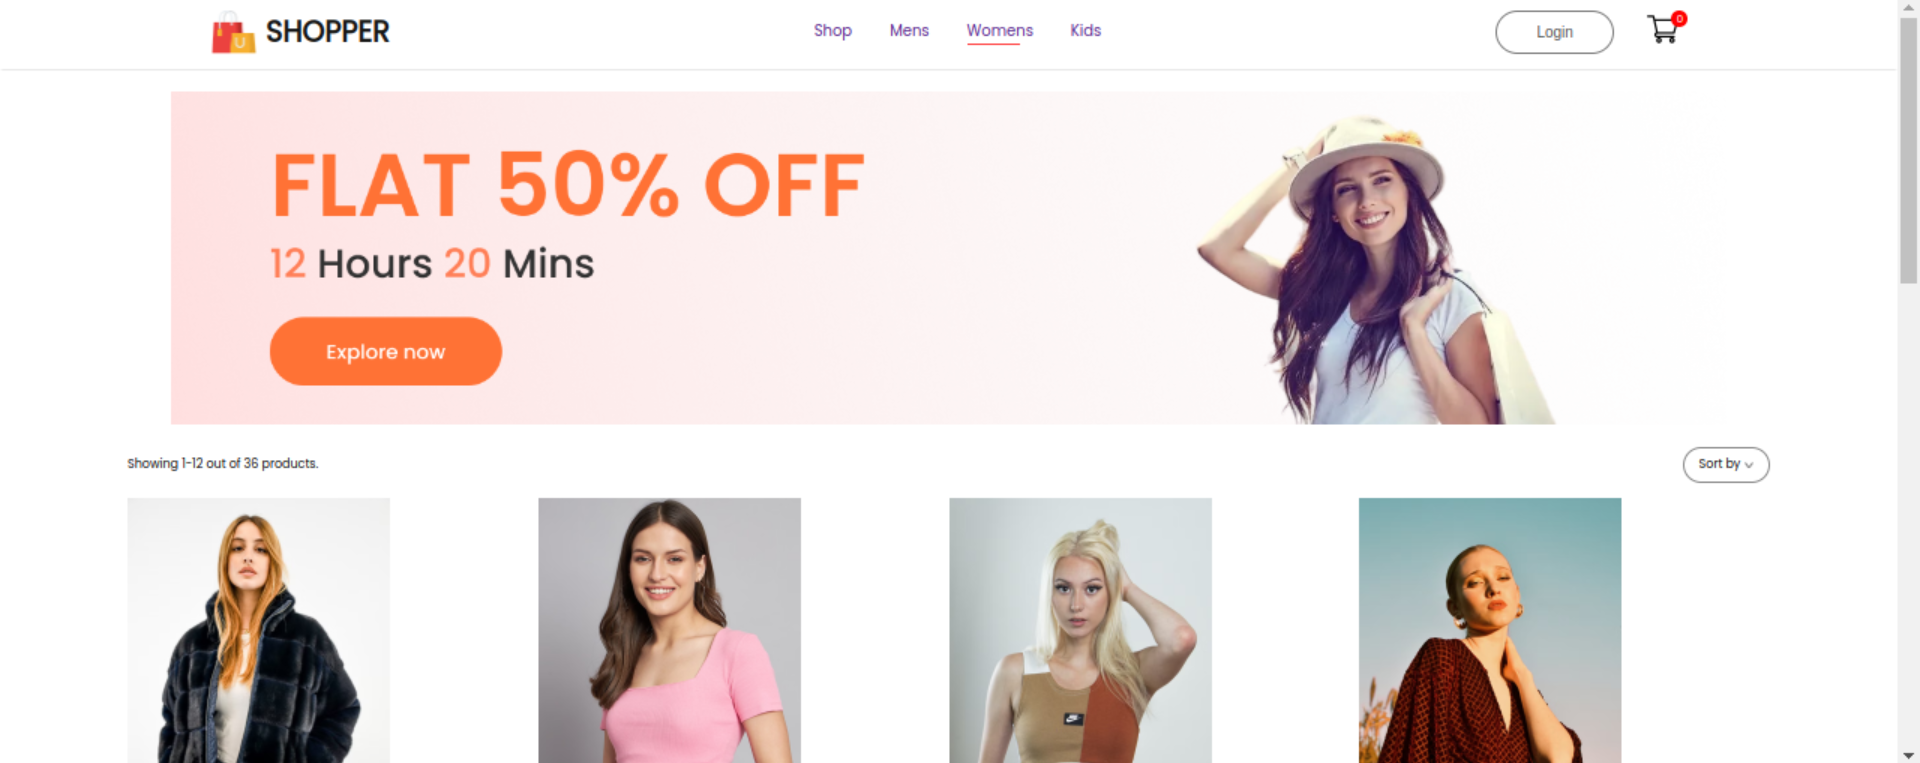 SHOPPER
Shop Mens Womens Kids
Login
0
FLAT 50% OFF
12 Hours 20 Mins
Explore now
Showing 1-12 out of 36 products.
Sort by